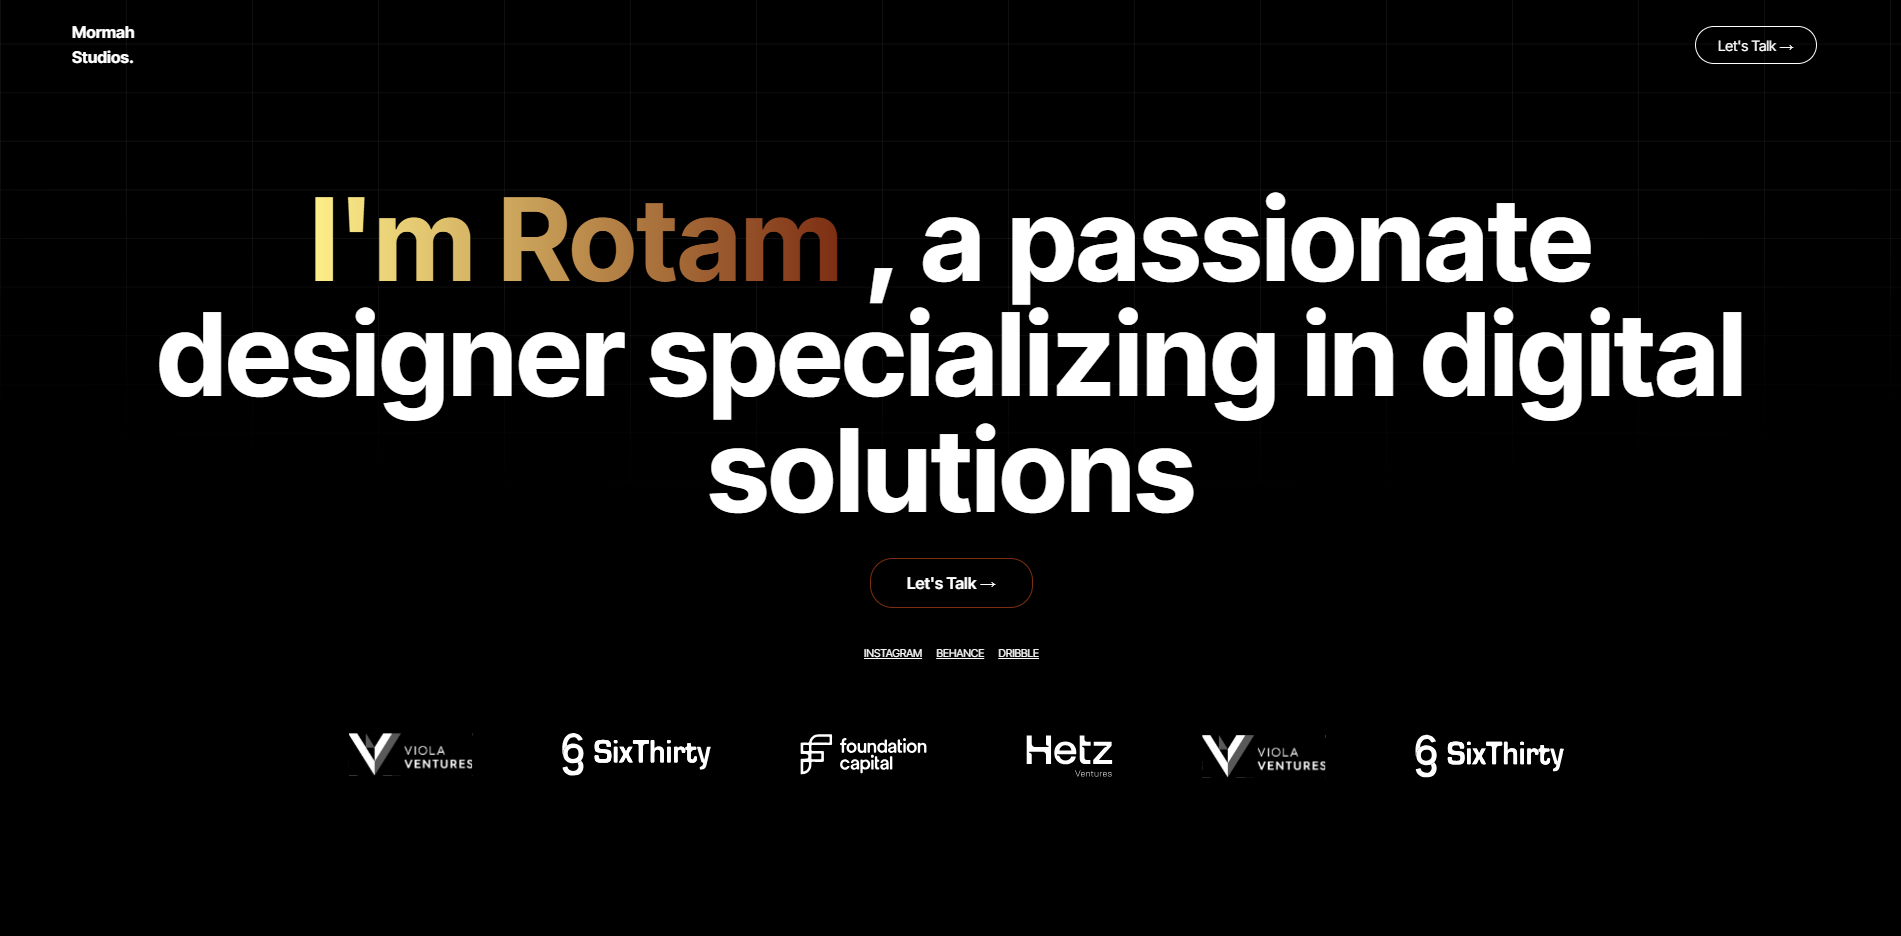 Mormah
Studios.
Let's Talk →
I'm Rotam , a passionate
designer specializing in digital
solutions
Let's Talk →
INSTAGRAM BEHANCE DRIBBLE
VIOLA
VENTURES
SixThirty
foundation
capital
Hetz
Ventures
VIOLA
VENTURES
SixThirty